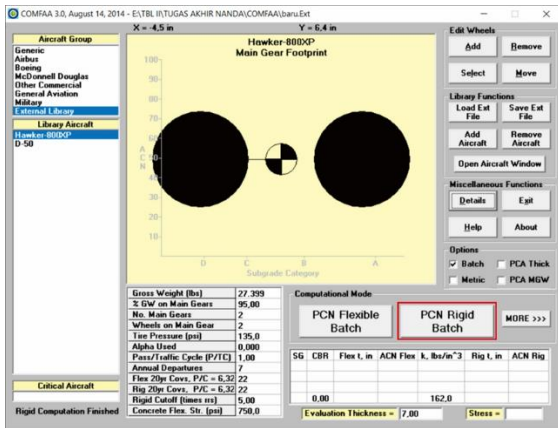 COMFAA 3.0, August 14, 2014 - E:\TBL II\TUGAS AKHIR NANDA\COMFAA\baru.Ext
Aircraft Group
Generic
Airbus
Boeing
McDonnell Douglas
Other Commercial
General Aviation
Military
External Library
Library Aircraft
Hawker-800XP
D-50
Critical Aircraft
Rigid Computation Finished
X = -4,5 in Y = 6,4 in
Hawker-800XP
Main Gear Footprint
100
90
80
70
60
50
40
30
20
10
A
C
N
D C B A
Subgrade Category
Gross Weight (lbs) 27.399
% GW on Main Gears 95,00
No. Main Gears 2
Wheels on Main Gear 2
Tire Pressure (psi) 135,0
Alpha Used 0,000
Pass/Traffic Cycle (P/TC) 1,00
Annual Departures 7
Flex 20yr Covs, P/C = 6,32 22
Rig 20yr Covs, P/C = 6,32 22
Rigid Cutoff (times rrs) 5,00
Concrete Flex. Str. (psi) 750,0
Edit Wheels
Add Remove
Select Move
Library Functions
Load Ext File Save Ext File
Add Aircraft Remove Aircraft
Open Aircraft Window
Miscellaneous Functions
Details Exit
Help About
Options
Batch PCA Thick
Metric PCA MGW
Computational Mode
PCN Flexible Batch PCN Rigid Batch MORE >>>
SG CBR Flex t, in ACN Flex k, lbs/in^3 Rig t, in ACN Rig
0,00 162,0
Evaluation Thickness = 7,00 Stress =